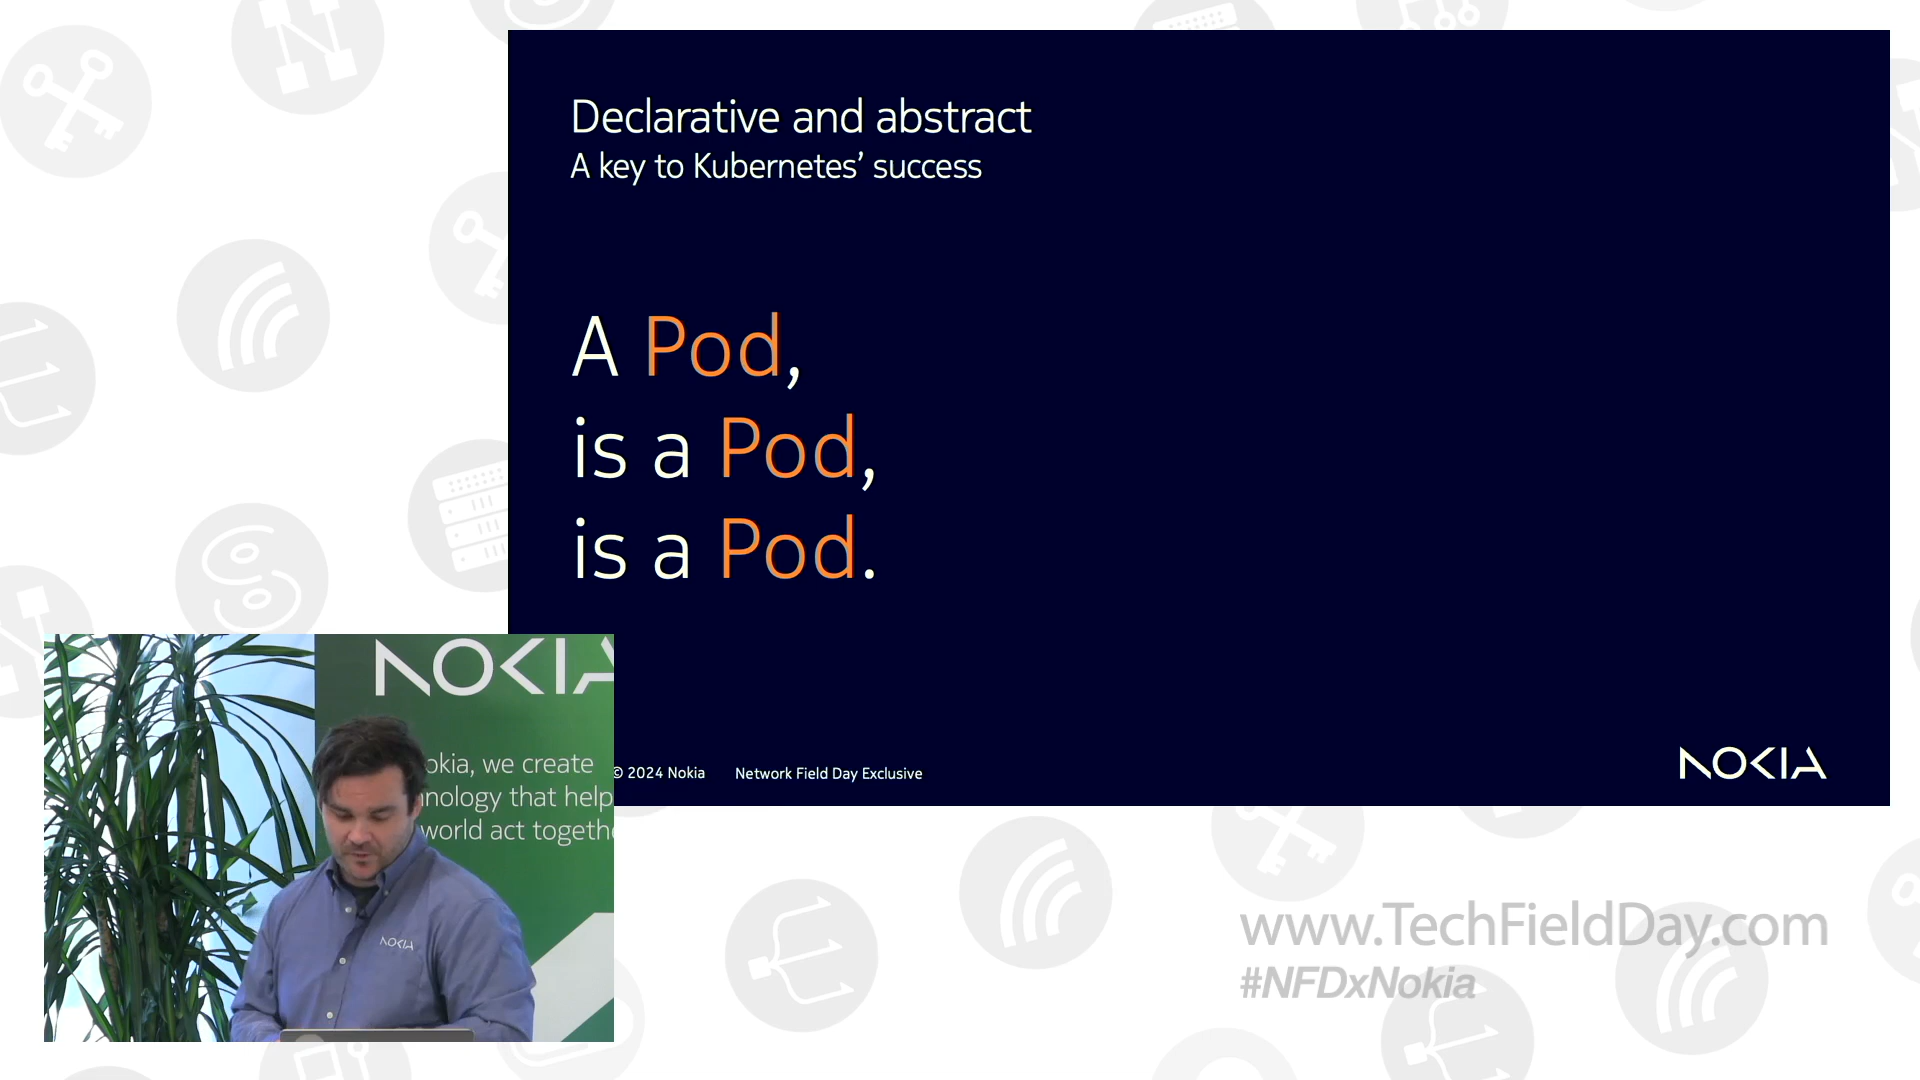 Declarative and abstract
A key to Kubernetes’ success
A Pod,
is a Pod,
is a Pod.
© 2024 Nokia
Network Field Day Exclusive
NOKIA
NOKIA
okia, we create
nology that help
world act togeth
NOKIA
www.TechFieldDay.com
#NFDxNokia